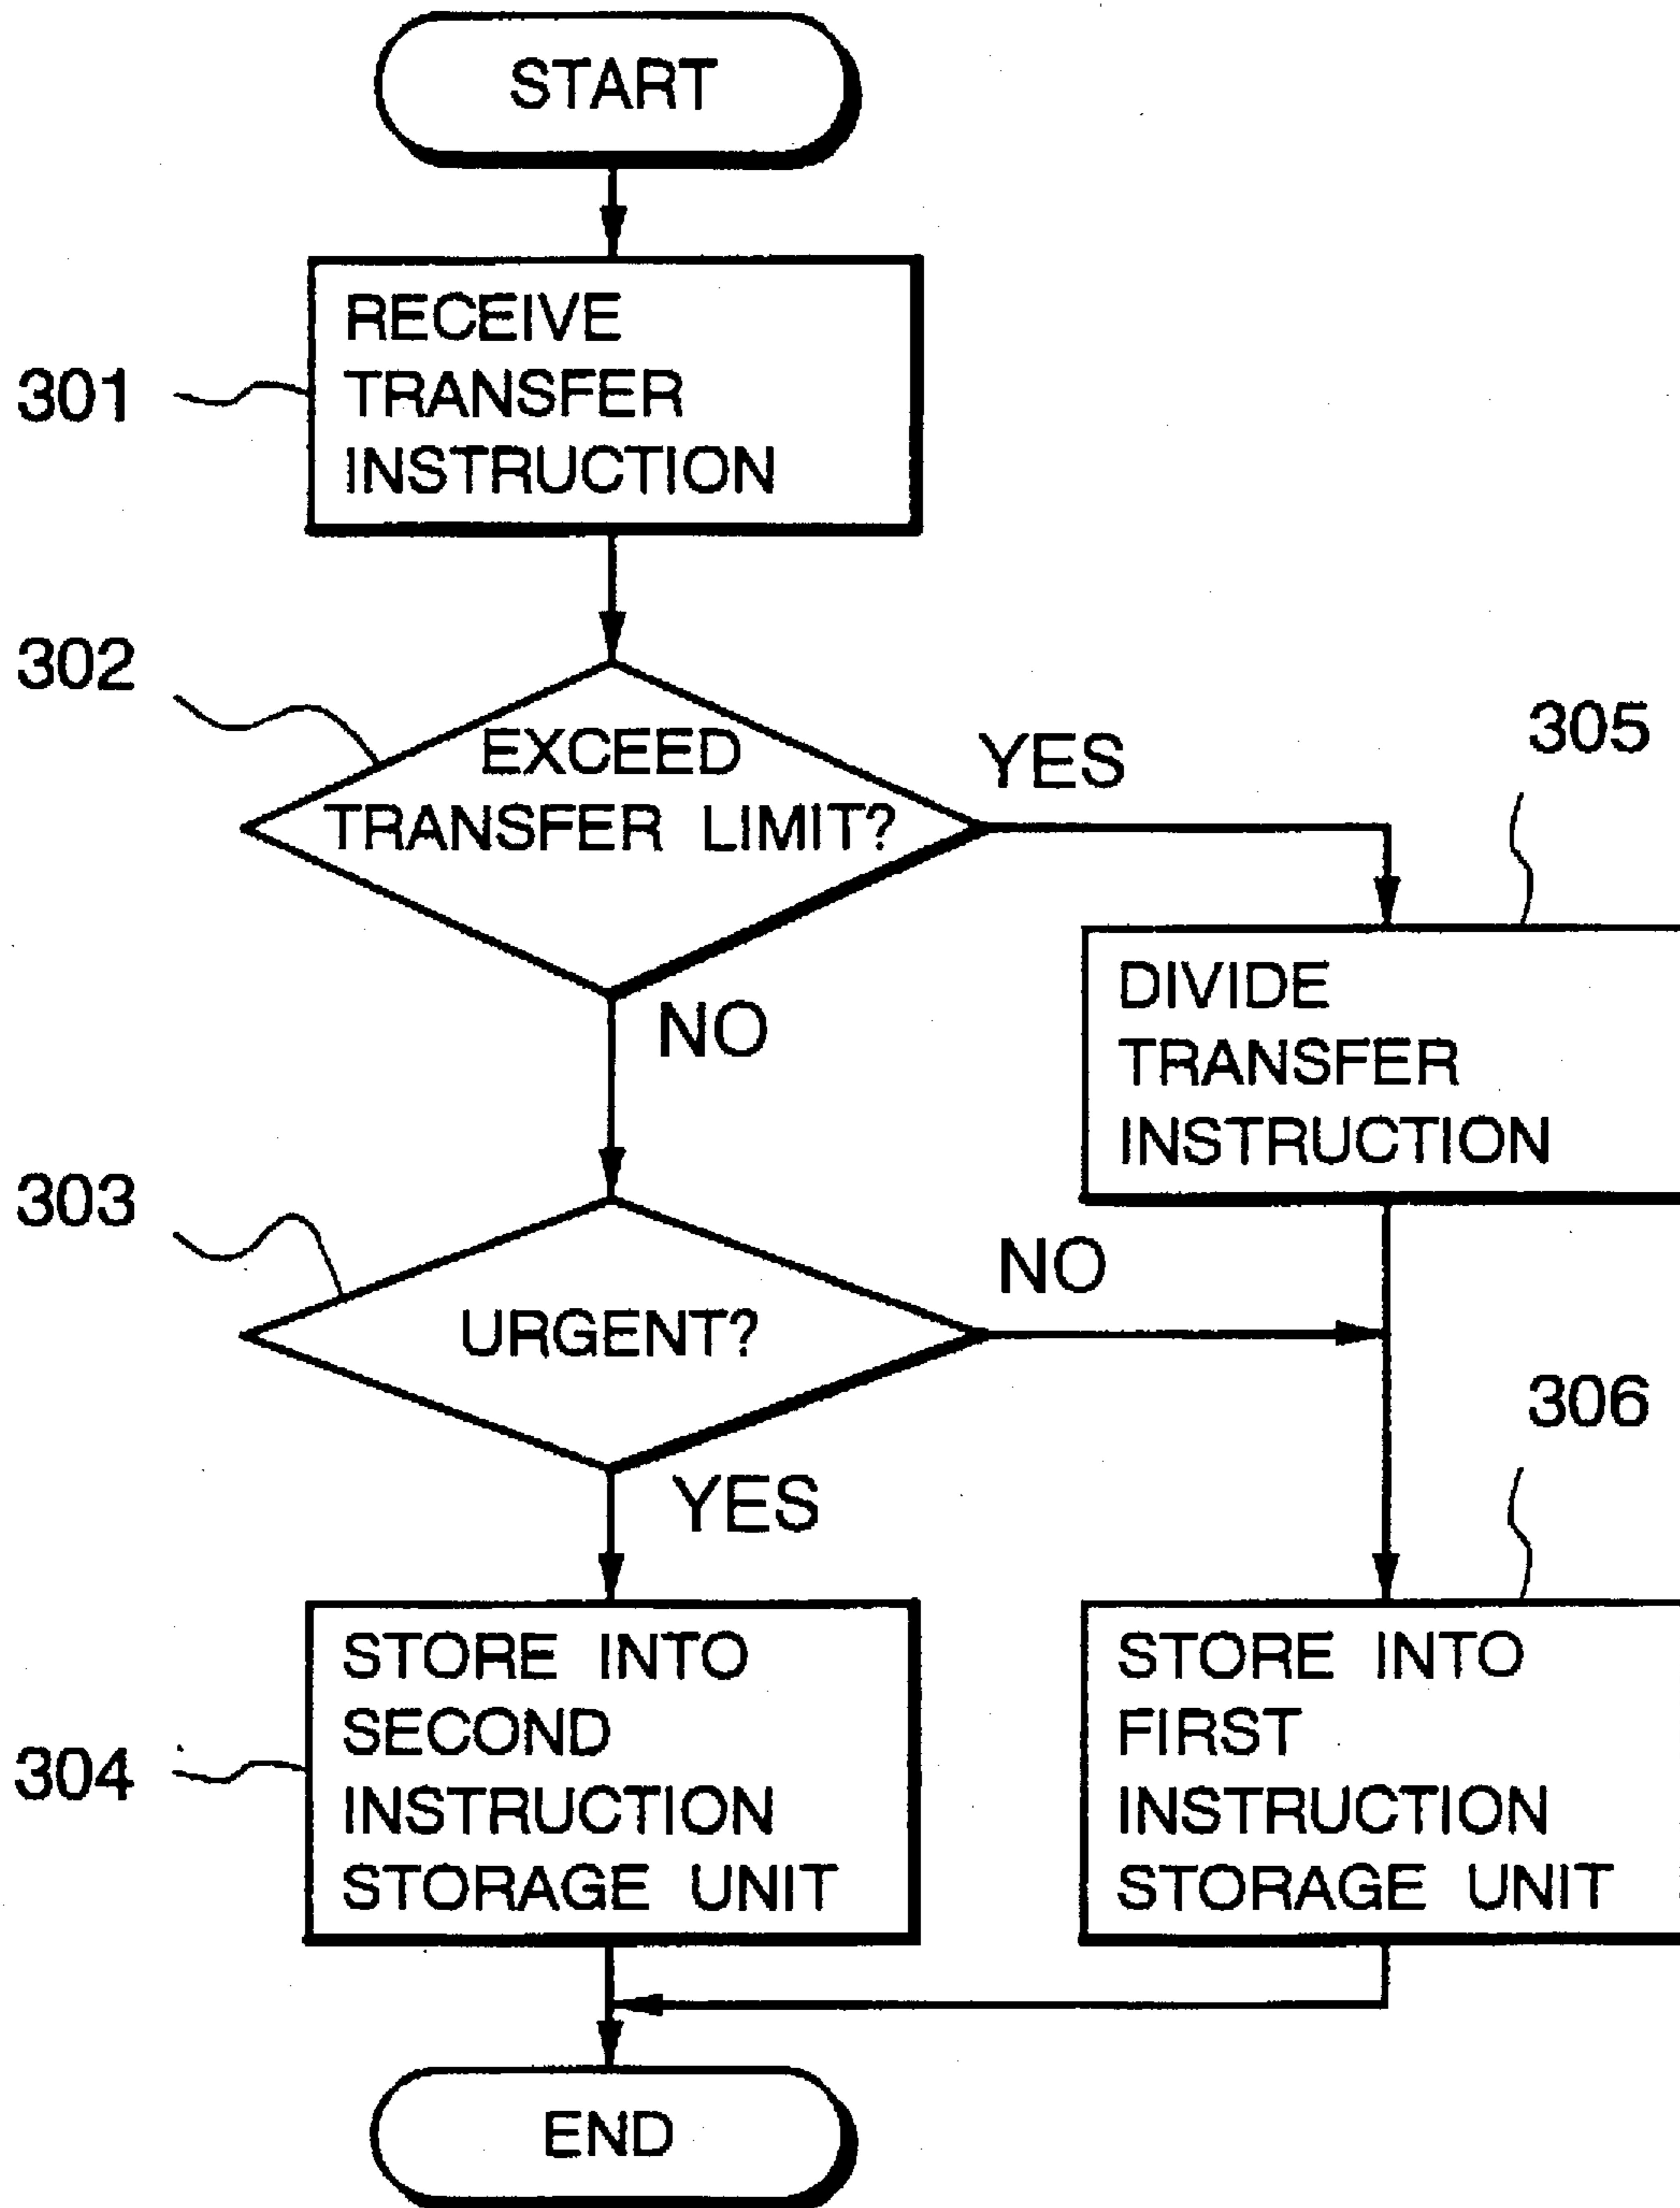 START
301
RECEIVE
TRANSFER
INSTRUCTION
302
EXCEED
TRANSFER LIMIT?
YES
NO
305
DIVIDE
TRANSFER
INSTRUCTION
303
URGENT?
NO
YES
306
304
STORE INTO
SECOND
INSTRUCTION
STORAGE UNIT
STORE INTO
FIRST
INSTRUCTION
STORAGE UNIT
END